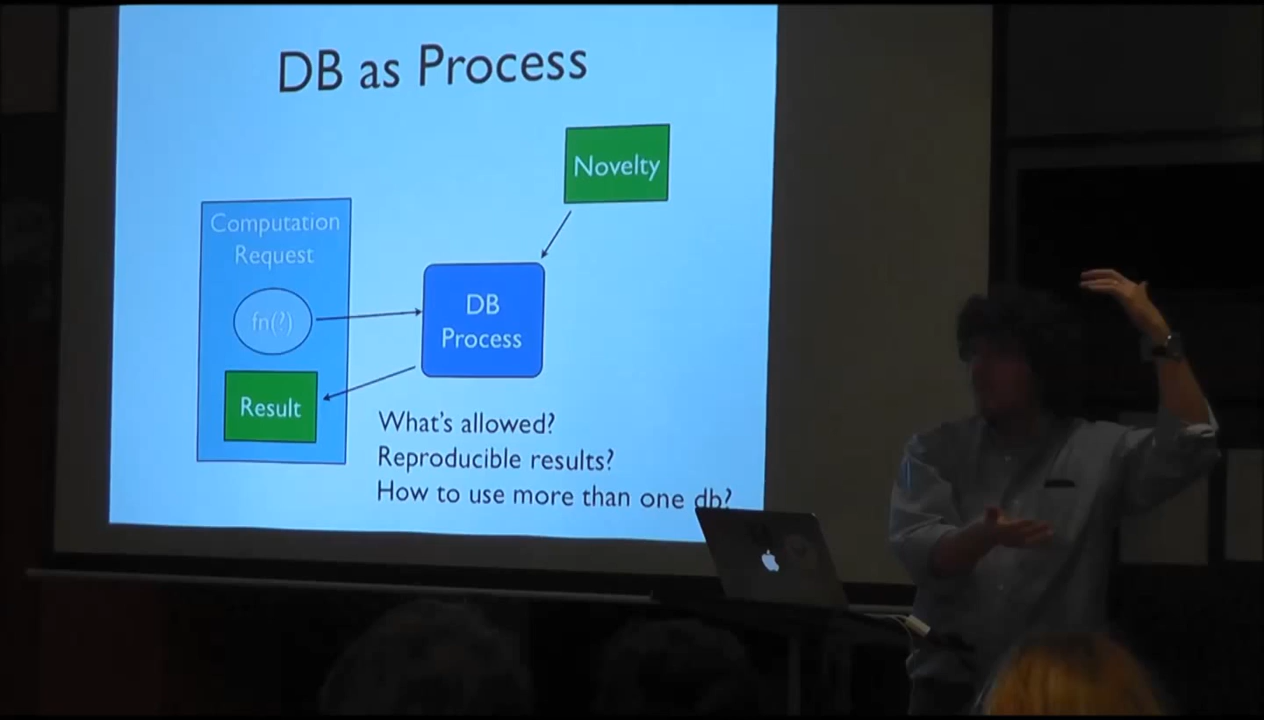 DB as Process
Novelty
Computation
Request
fn(?)
DB
Process
Result
What's allowed?
Reproducible results?
How to use more than one db?